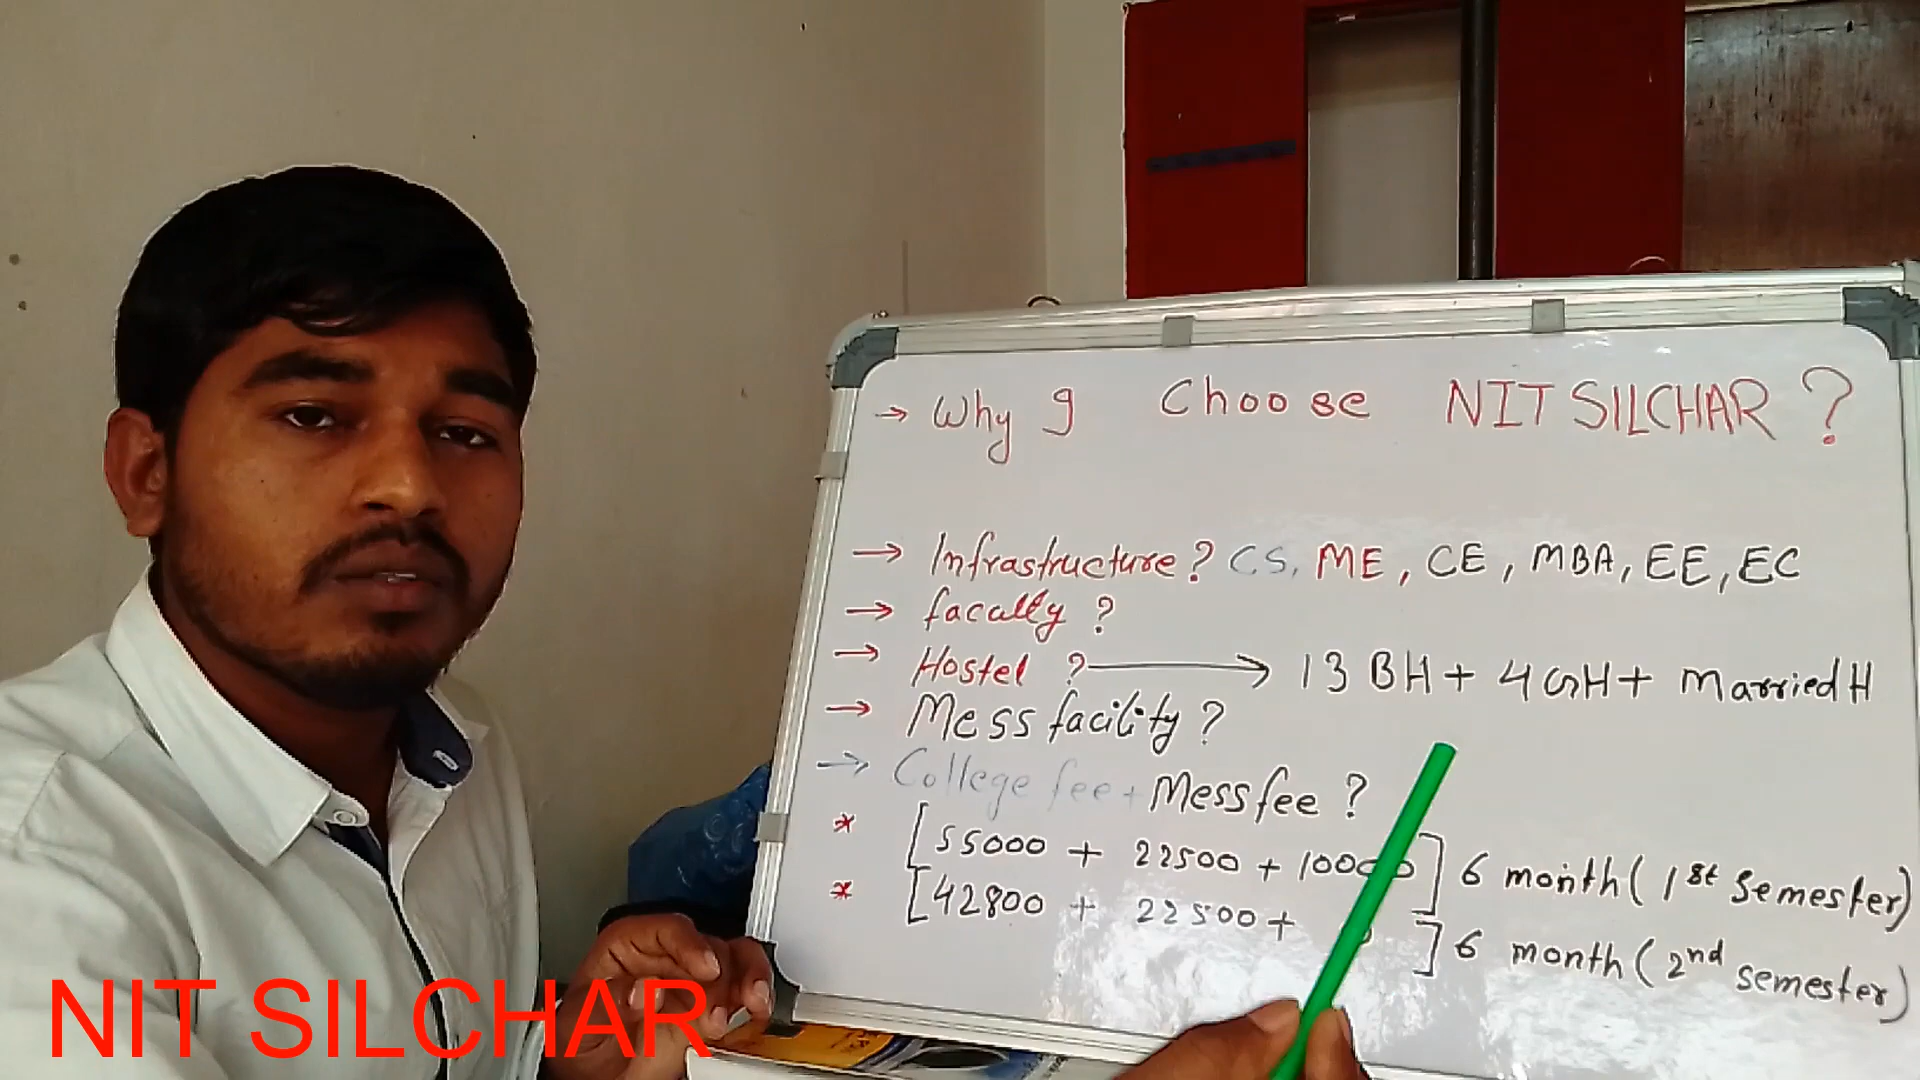 → Why I Choose NIT SILCHAR ?
→ Infrastructure ? CS, ME, CE, MBA, EE, EC
→ faculty ?
→ Hostel ? → 13 BH + 4 GH + Married H
→ Mess facility ?
→ College fee + Mess fee ?
* [55000 + 22500 + 10000] 6 month ( 1st Semester)
* [42800 + 22500 + ] 6 month ( 2nd semester)
NIT SILCHAR